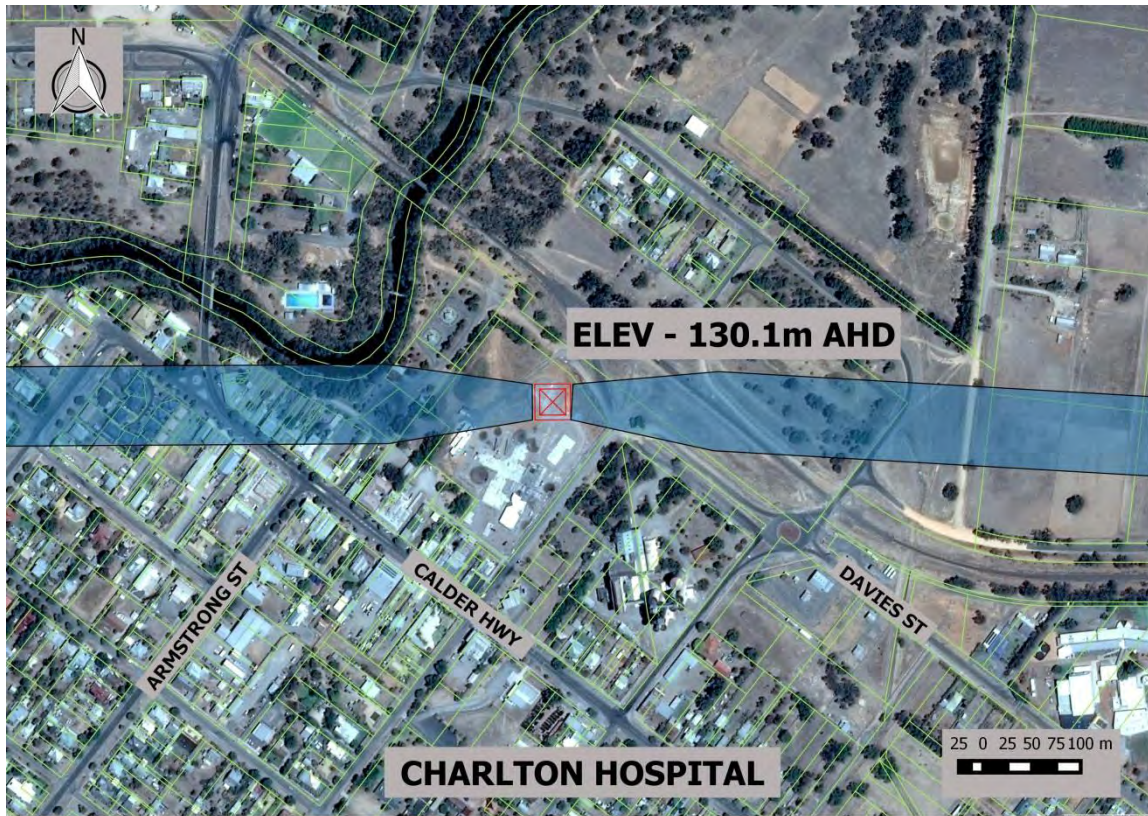 N
ELEV - 130.1m AHD
ARMSTRONG ST
CALDER HWY
DAVIES ST
25 0 25 50 75 100 m
CHARLTON HOSPITAL